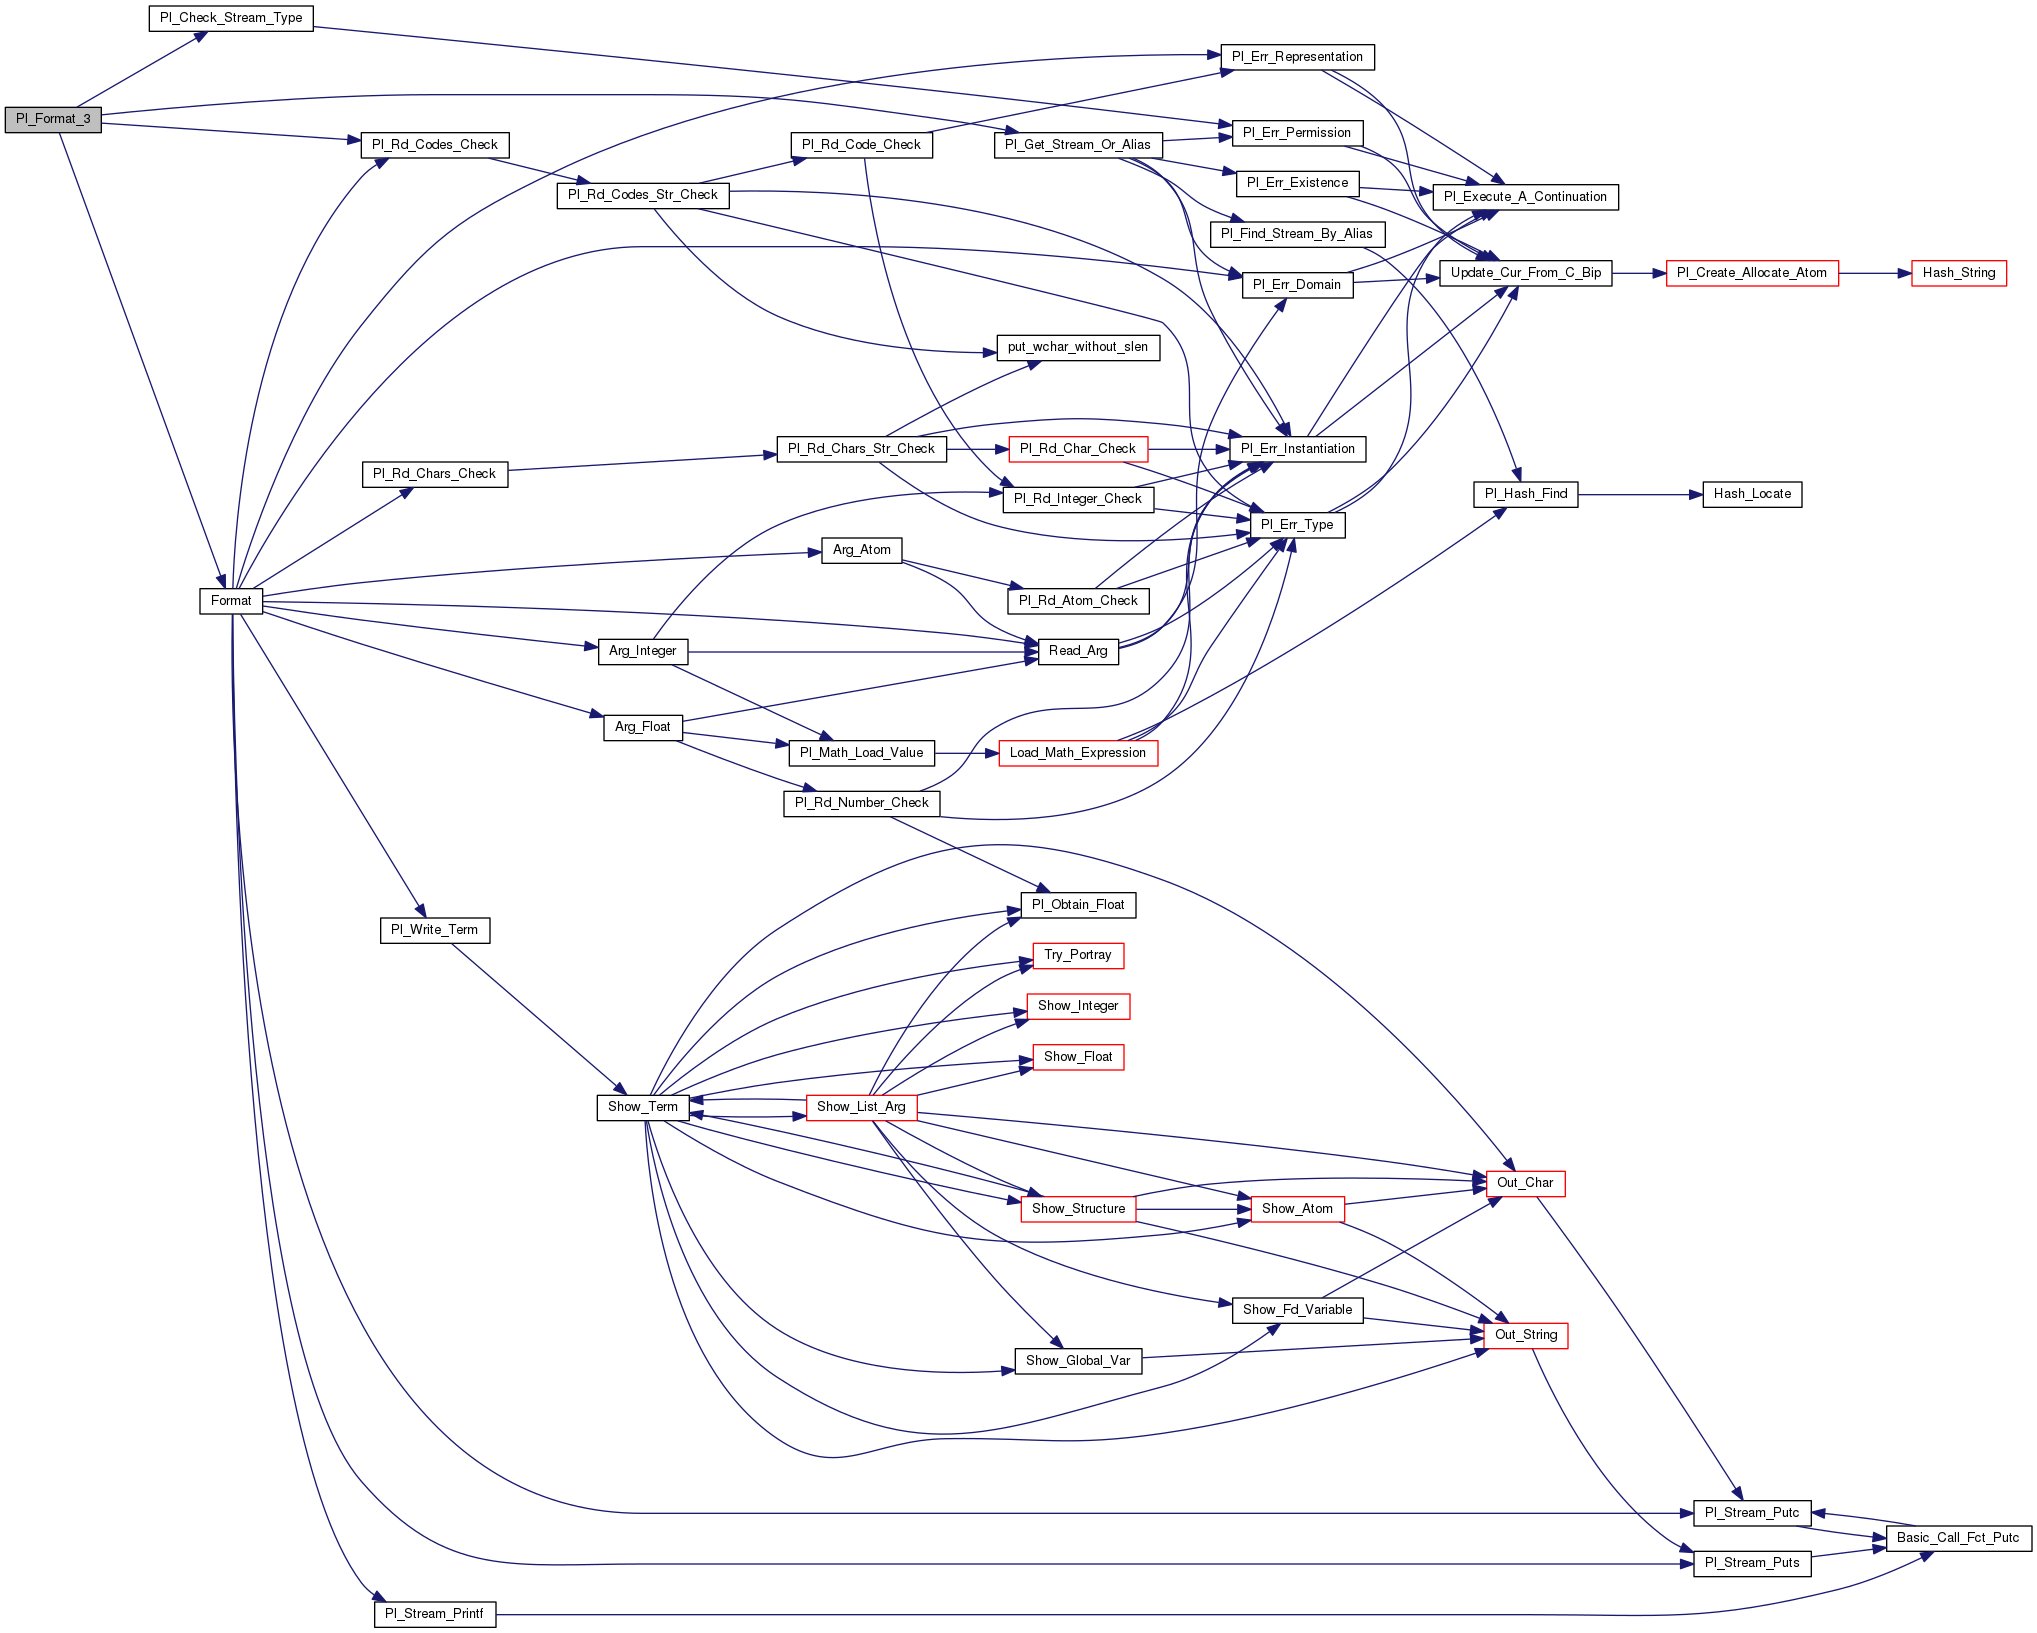 Pl_Check_Stream_Type
Pl_Err_Representation
Pl_Format_3
Pl_Err_Permission
Pl_Rd_Codes_Check
Pl_Rd_Code_Check
Pl_Get_Stream_Or_Alias
Pl_Err_Existence
Pl_Rd_Codes_Str_Check
Pl_Execute_A_Continuation
Pl_Find_Stream_By_Alias
Update_Cur_From_C_Bip
Pl_Create_Allocate_Atom
Hash_String
Pl_Err_Domain
put_wchar_without_slen
Pl_Rd_Chars_Str_Check
Pl_Rd_Char_Check
Pl_Err_Instantiation
Pl_Rd_Chars_Check
Pl_Rd_Integer_Check
Pl_Hash_Find
Hash_Locate
Pl_Err_Type
Arg_Atom
Format
Pl_Rd_Atom_Check
Arg_Integer
Read_Arg
Arg_Float
Pl_Math_Load_Value
Load_Math_Expression
Pl_Rd_Number_Check
Pl_Obtain_Float
Pl_Write_Term
Try_Portray
Show_Integer
Show_Float
Show_Term
Show_List_Arg
Out_Char
Show_Structure
Show_Atom
Show_Fd_Variable
Out_String
Show_Global_Var
Pl_Stream_Putc
Basic_Call_Fct_Putc
Pl_Stream_Puts
Pl_Stream_Printf